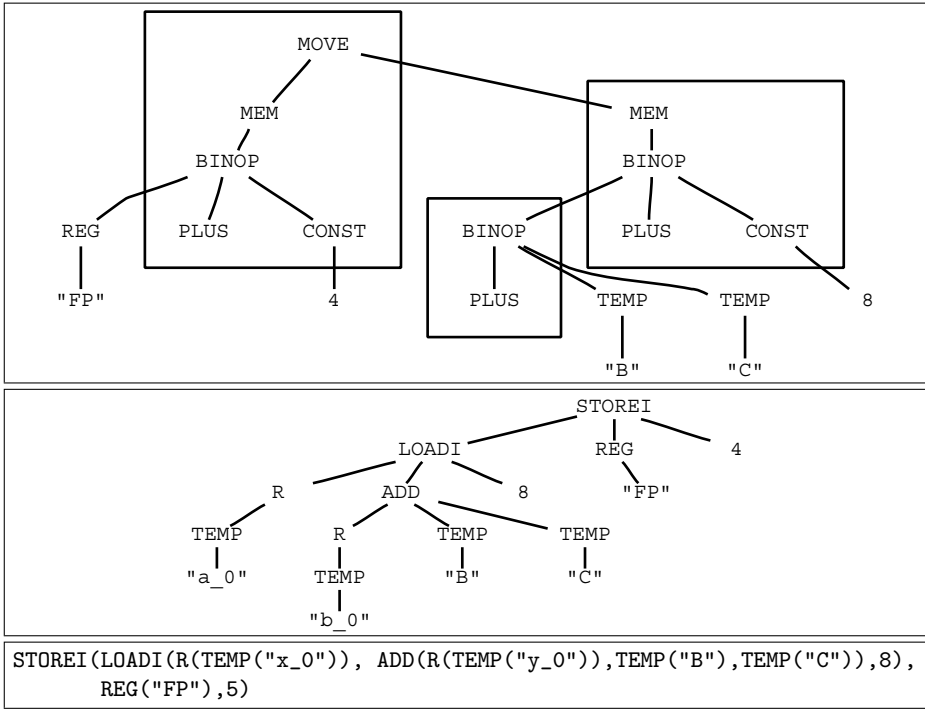 MOVE
MEM MEM
BINOP BINOP
REG PLUS CONST BINOP PLUS CONST
"FP" 4 PLUS TEMP TEMP 8
"B" "C"
STOREI
LOADI REG 4
R ADD 8 "FP"
TEMP R TEMP TEMP
"a_0" TEMP "B" "C"
"b_0"
STOREI(LOADI(R(TEMP("x_0")), ADD(R(TEMP("y_0")),TEMP("B"),TEMP("C")),8),
REG("FP"),5)